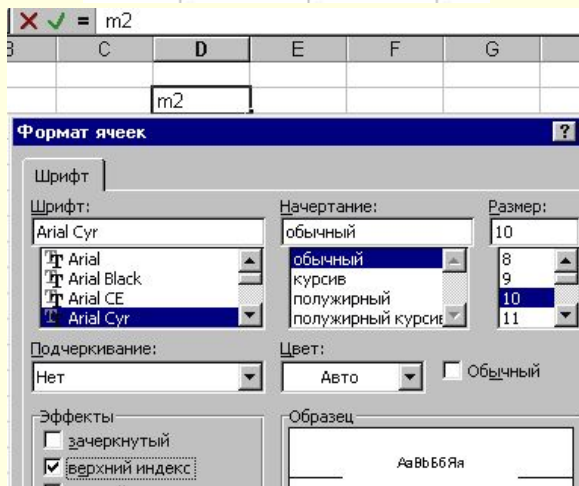 = m2
B C D E F G
m2
Формат ячеек ?
Шрифт
Шрифт: Начертание: Размер:
Arial Cyr обычный 10
Arial обычный 8
Arial Black курсив 9
Arial CE полужирный 10
Arial Cyr полужирный курсив 11
Подчеркивание: Цвет:
Нет Авто Обычный
Эффекты Образец
зачеркнутый
верхний индекс АаВbБбЯя